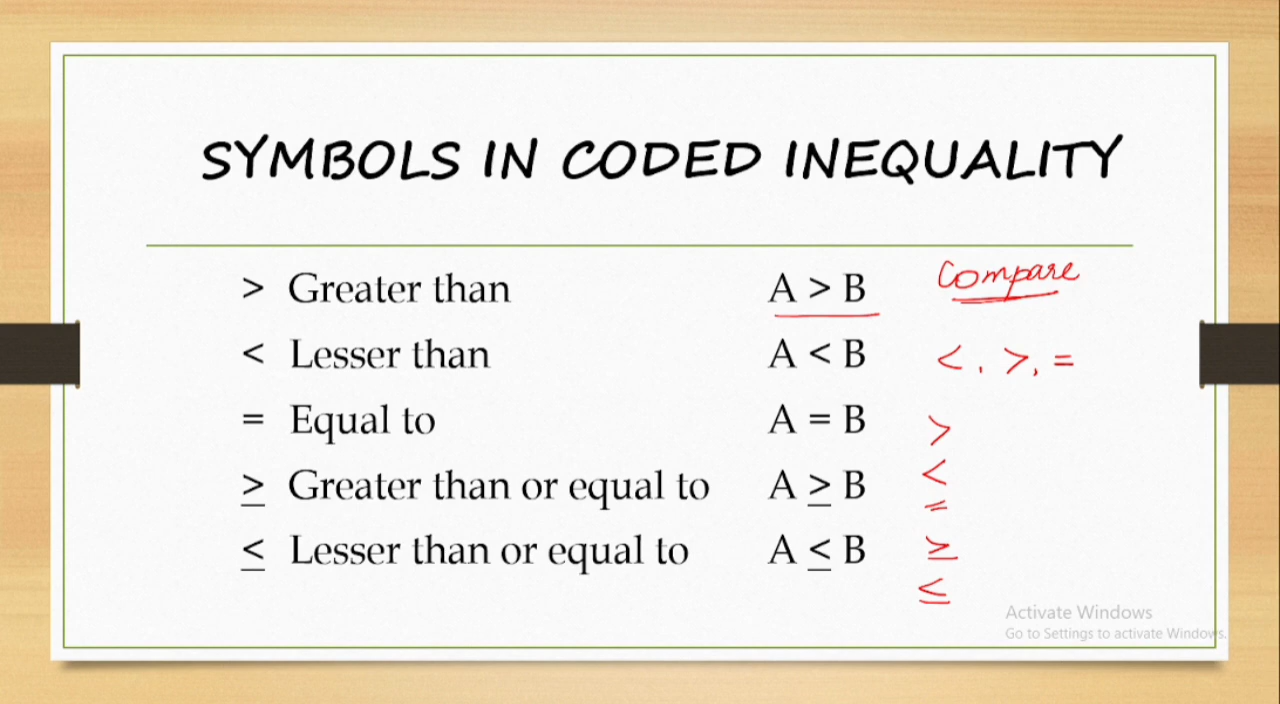 SYMBOLS IN CODED INEQUALITY
> Greater than A > B
< Lesser than A < B
= Equal to A = B
≥ Greater than or equal to A ≥ B
≤ Lesser than or equal to A ≤ B
Compare
< , >, =
>
<
=
≥
≤
Activate Windows
Go to Settings to activate Windows.